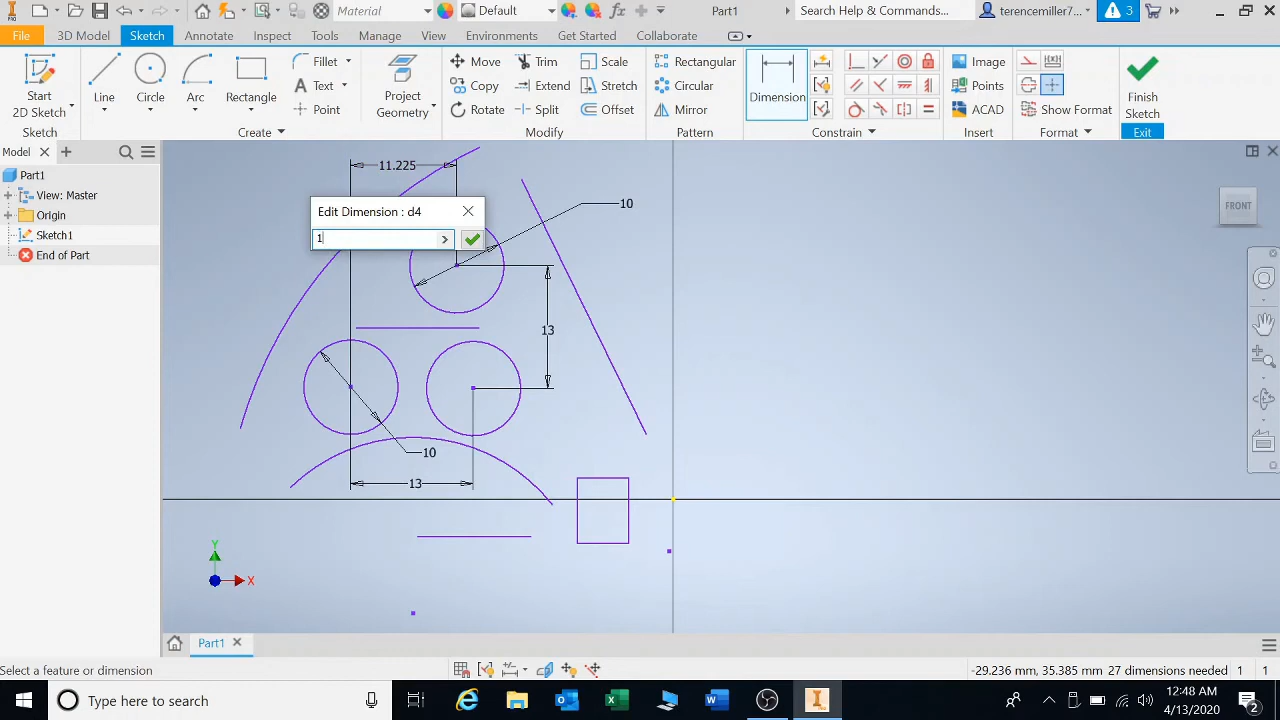 Material
Default
Part1
Search Help & Commands...
terencemiller7...
3
File
3D Model
Sketch
Annotate
Inspect
Tools
Manage
View
Environments
Get Started
Collaborate
Start
2D Sketch
Line
Circle
Arc
Rectangle
Fillet
Text
Point
Project
Geometry
Move
Copy
Rotate
Trim
Extend
Split
Scale
Stretch
Offset
Rectangular
Circular
Mirror
Dimension
Image
Points
ACAD
Show Format
Finish
Sketch
Sketch
Create
Modify
Pattern
Constrain
Insert
Format
Exit
Model
Part1
View: Master
Origin
Sketch1
End of Part
11.225
Edit Dimension : d4
1
10
13
10
13
FRONT
Y
X
Part1
Select a feature or dimension
-29.236 mm, 35.385 mm 27 dimensions needed 1 1
Type here to search
12:48 AM
4/13/2020
2